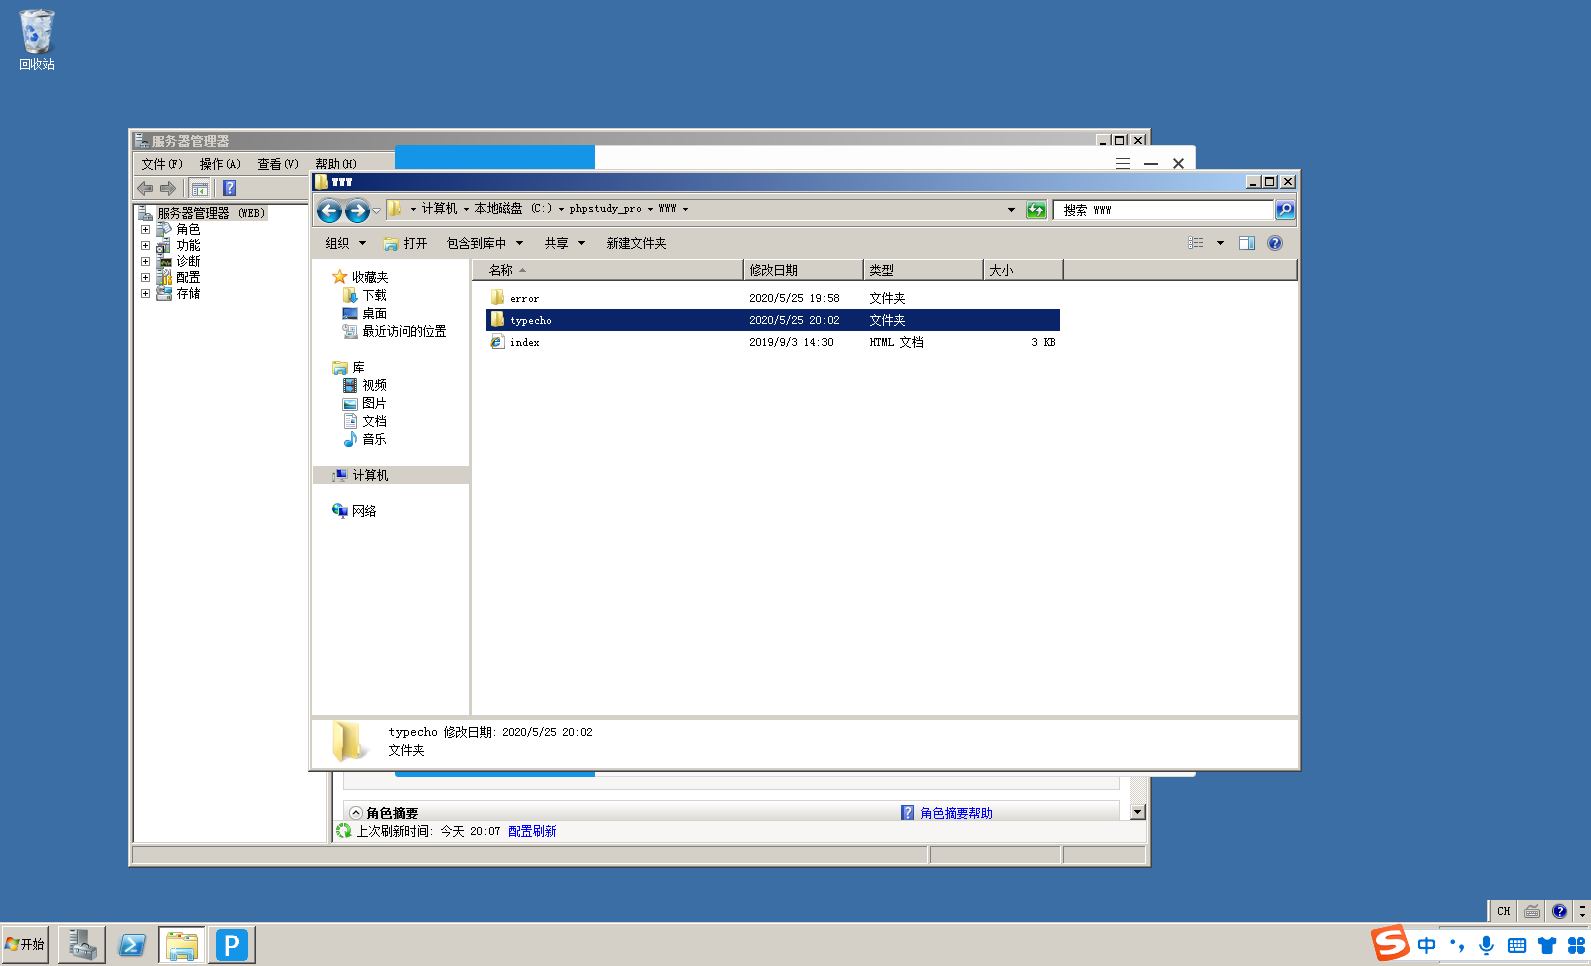 回收站
服务器管理器
文件(F) 操作(A) 查看(V) 帮助(H)
服务器管理器 (WEB)
角色
功能
诊断
配置
存储
WWW
计算机 本地磁盘 (C:) phpstudy_pro WWW
搜索 WWW
组织 打开 包含到库中 共享 新建文件夹
收藏夹
下载
桌面
最近访问的位置
库
视频
图片
文档
音乐
计算机
网络
名称 修改日期 类型 大小
error 2020/5/25 19:58 文件夹
typecho 2020/5/25 20:02 文件夹
index 2019/9/3 14:30 HTML 文档 3 KB
typecho 修改日期: 2020/5/25 20:02
文件夹
角色摘要 角色摘要帮助
上次刷新时间: 今天 20:07 配置刷新
CH
开始
P
S 中